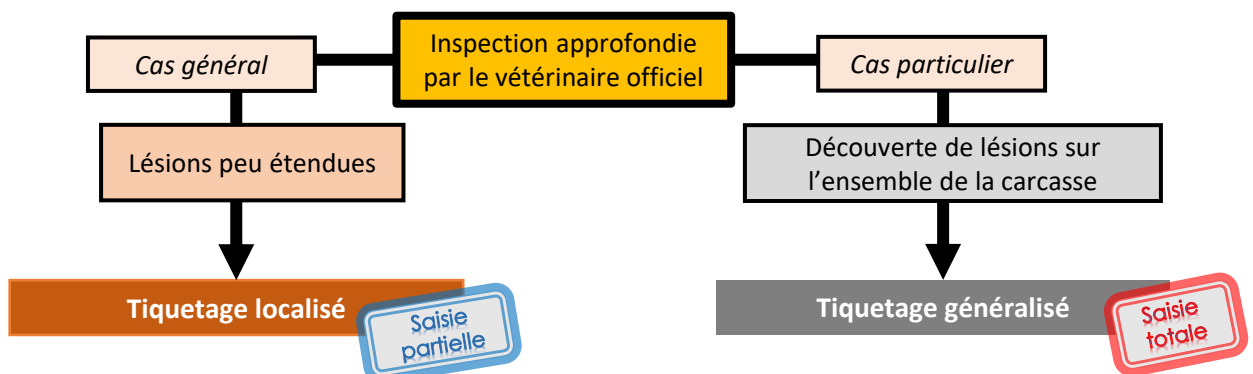 Inspection approfondie
par le vétérinaire officiel
Cas général
Cas particulier
Lésions peu étendues
Découverte de lésions sur
l'ensemble de la carcasse
Tiquetage localisé
Saisie
partielle
Tiquetage généralisé
Saisie
totale